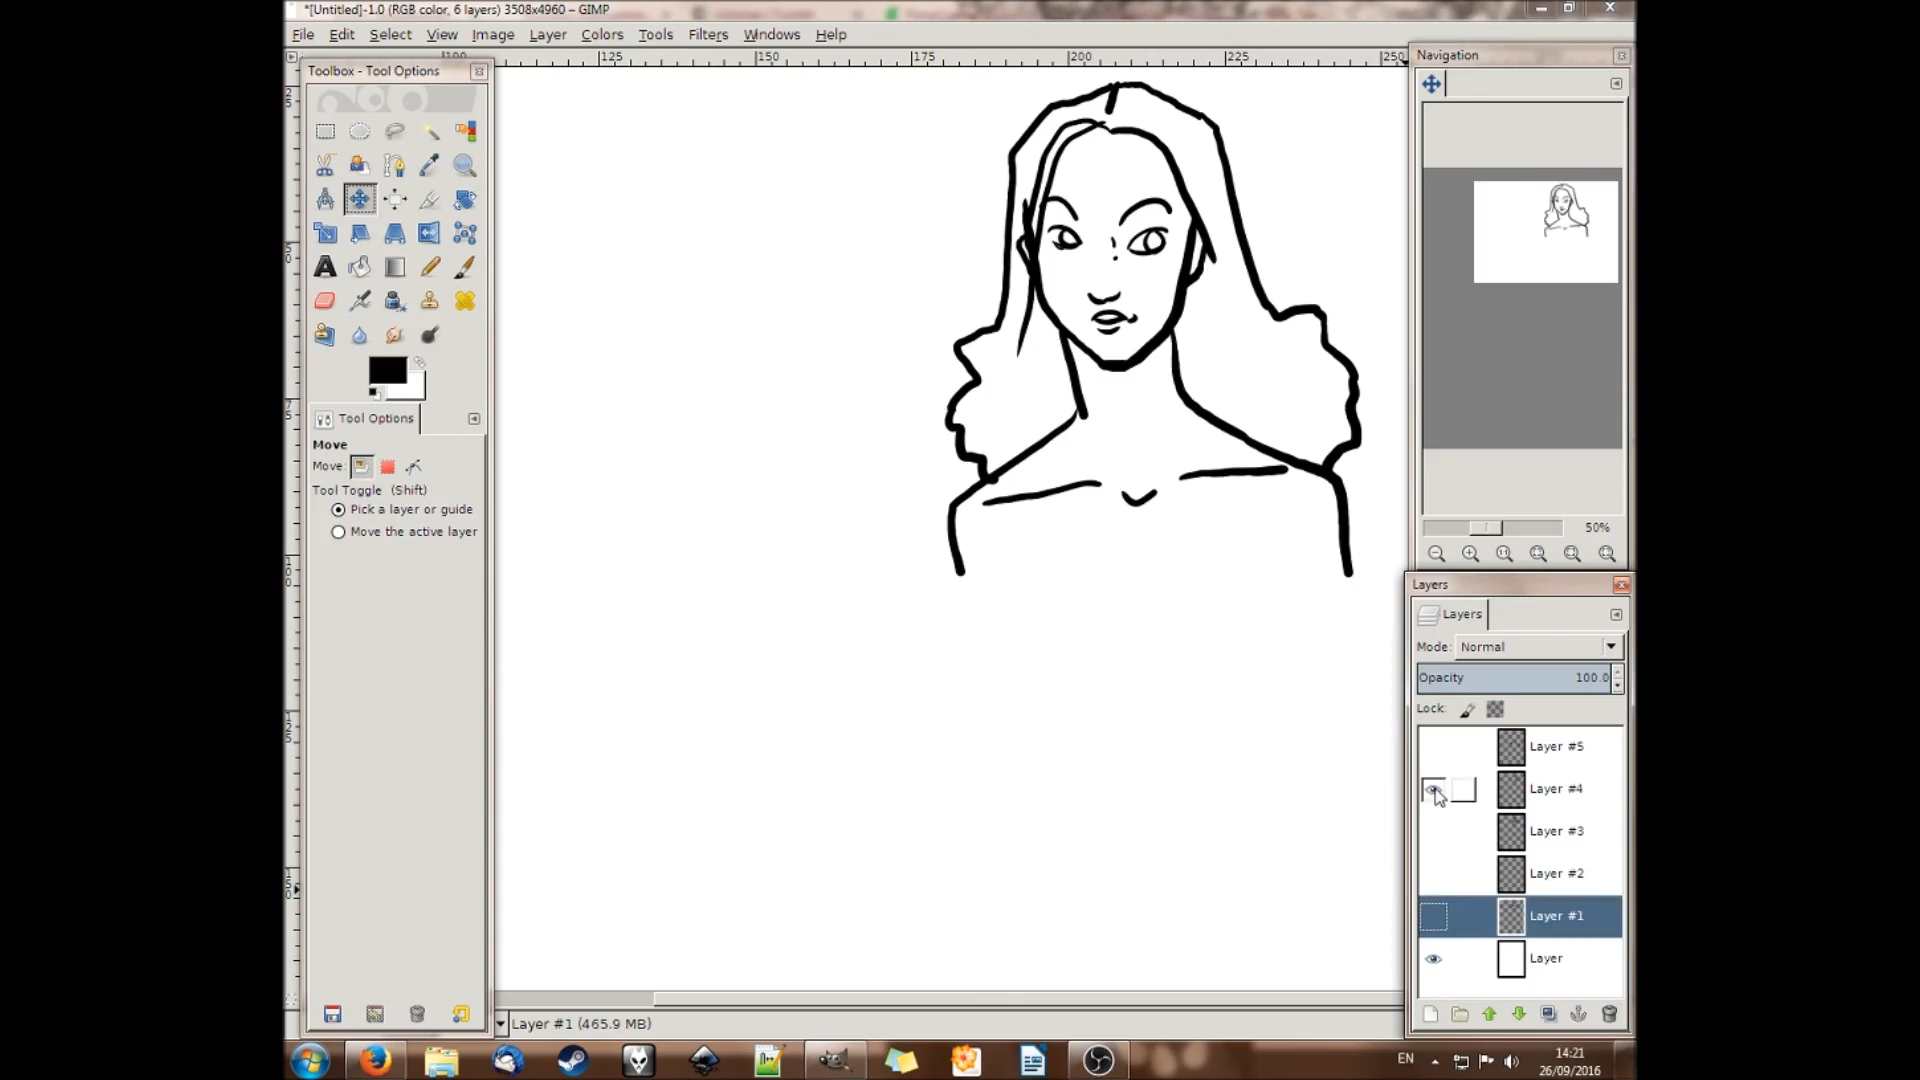 *[Untitled]-1.0 (RGB color, 6 layers) 3508x4960 – GIMP
File Edit Select View Image Layer Colors Tools Filters Windows Help
100 125 150 175 200 225 250
Toolbox - Tool Options
Tool Options
Move
Move:
Tool Toggle (Shift)
Pick a layer or guide
Move the active layer
Layer #1 (465.9 MB)
Navigation
50%
Layers
Layers
Mode: Normal
Opacity 100.0
Lock:
Layer #5
Layer #4
Layer #3
Layer #2
Layer #1
Layer
EN
14:21
26/09/2016